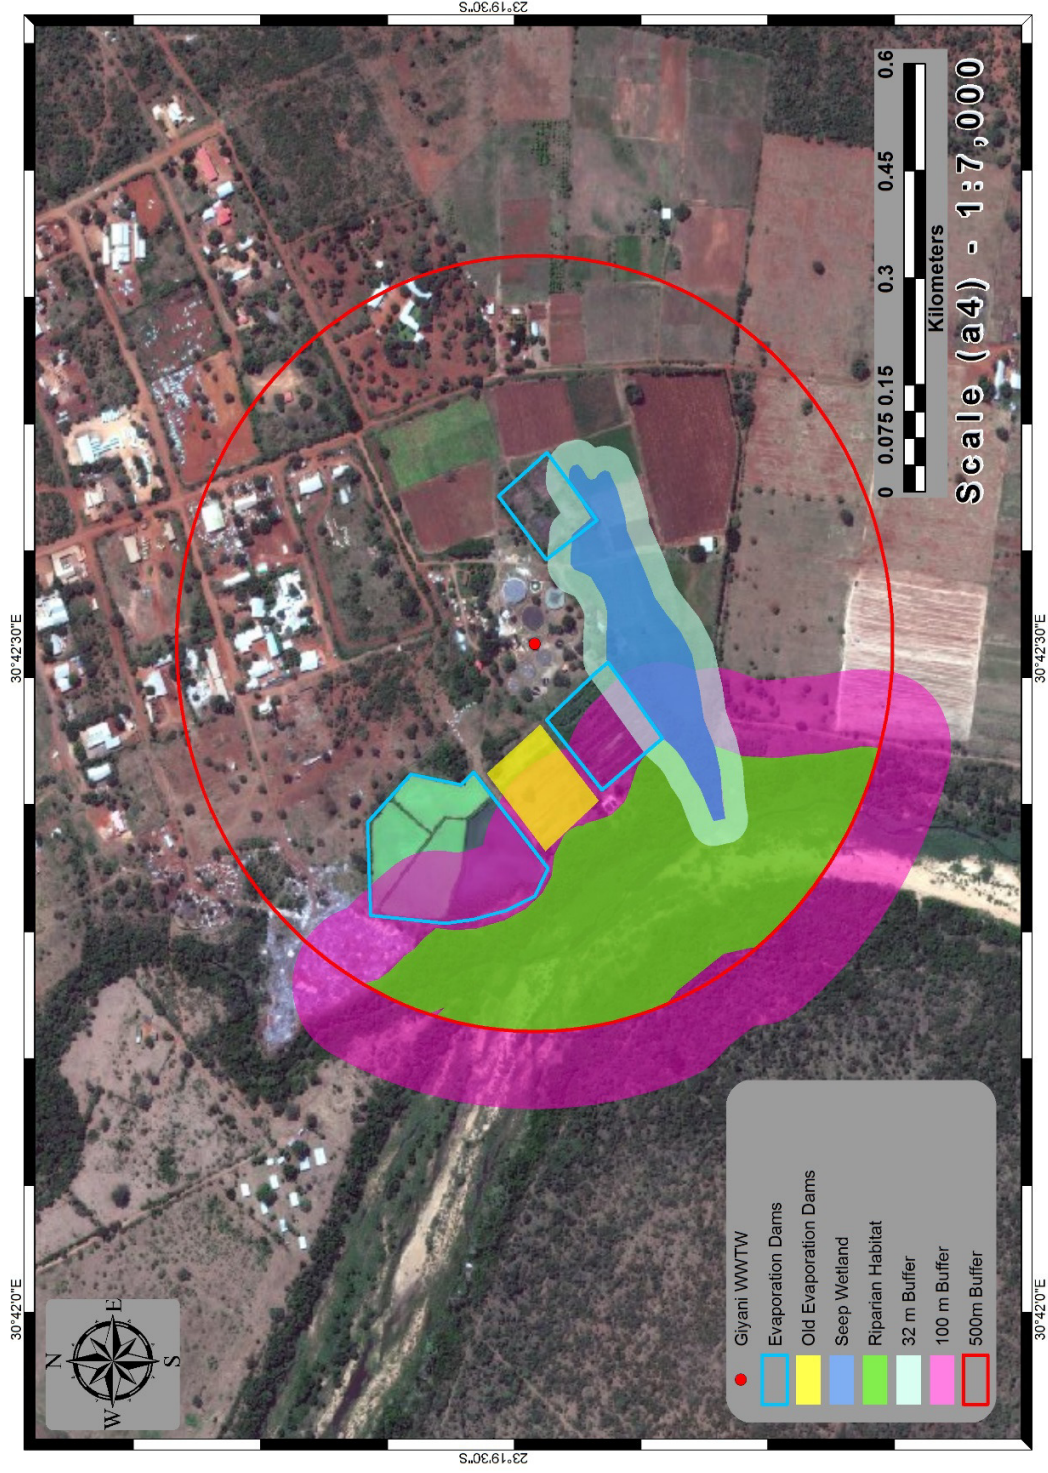 23°19'30"S
30°42'30"E
30°42'0"E
N
W
E
S
Giyani WWTW
Evaporation Dams
Old Evaporation Dams
Seep Wetland
Riparian Habitat
32 m Buffer
100 m Buffer
500m Buffer
0 0.075 0.15 0.3 0.45 0.6
Kilometers
Scale (a4) - 1:7,000
30°42'0"E
30°42'30"E
23°19'30"S